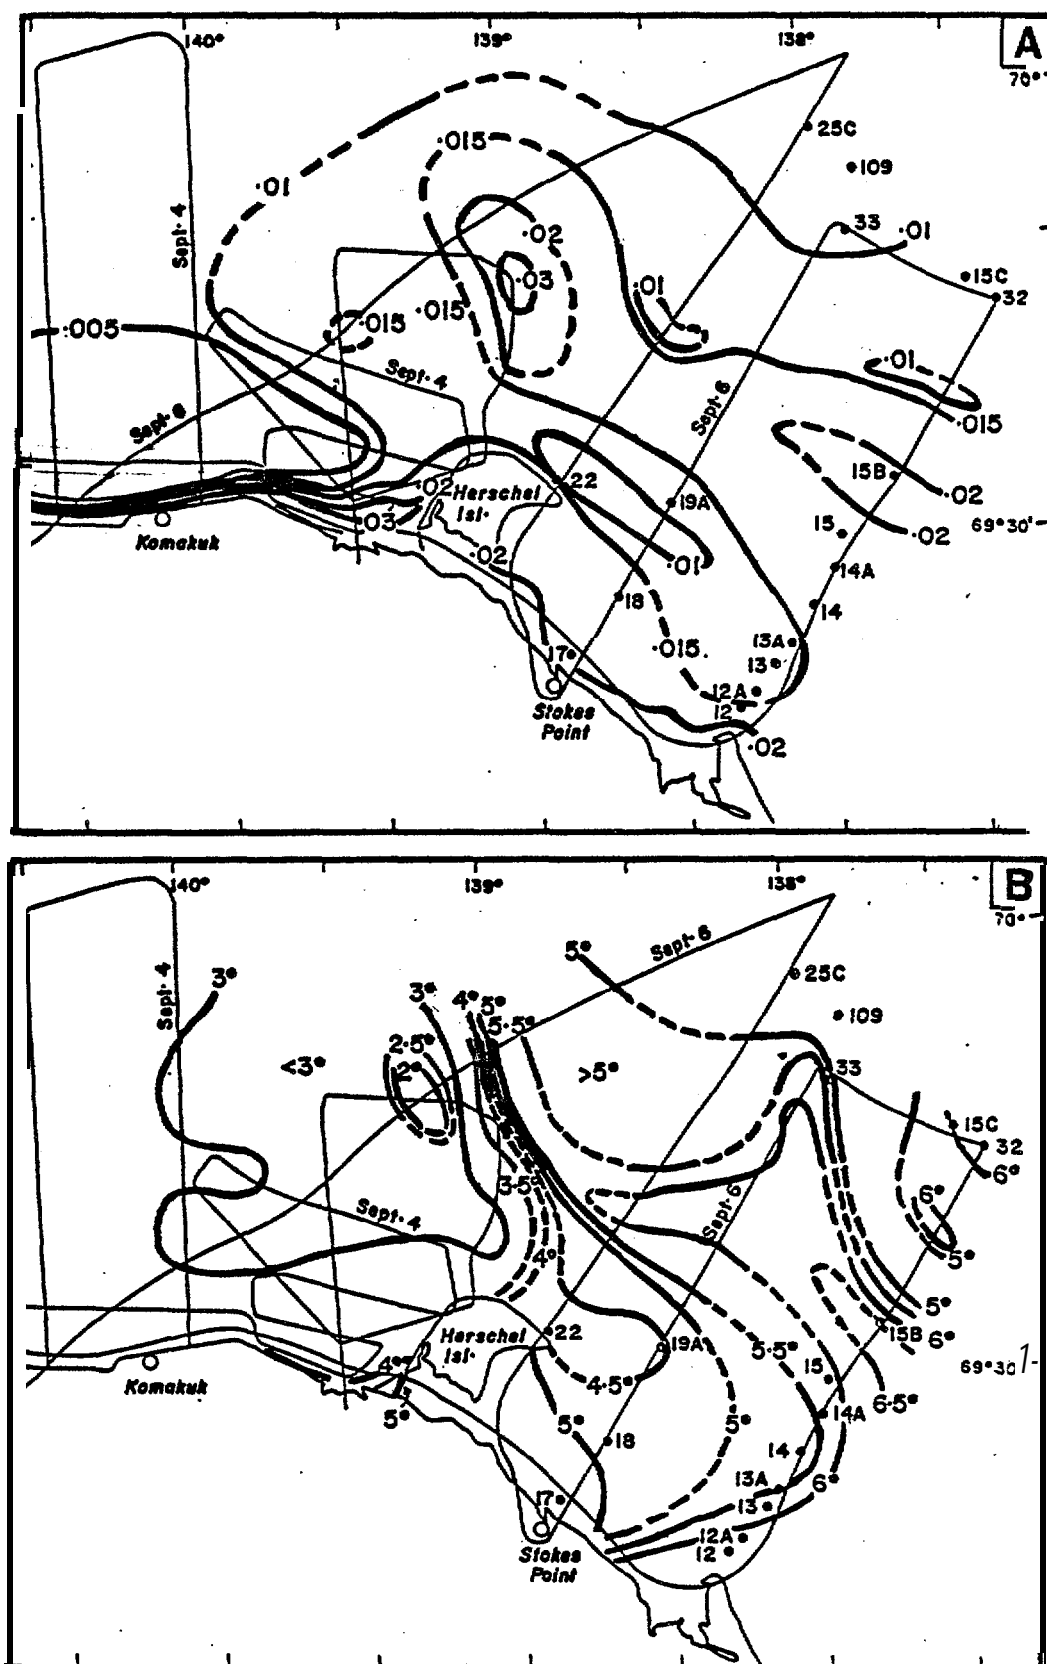 140°
139°
138°
A
70°
.015
25C
109
.01
Sept. 4
.02
33
.01
.03
.01
15C
32
.015
.015
.005
Sept. 4
.01
Sept. 6
Sept. 6
.015
15B
.02
22
.02
Herschel
Isl.
19A
.02
69°30'
.03
15
Komakuk
.02
.01
14A
18
14
13A
17
.015
13
12A
12
Stokes
Point
.02
140°
139°
138°
B
70°
Sept. 6
5°
3°
Sept. 4
25C
3°
4°
5°
5.5°
109
2.5°
<3°
2°
>5°
33
15C
32
6°
3.5°
6°
Sept. 4
Sept. 6
4°
5°
5°
22
15B
6°
Herschel
Isl.
19A
5.5°
15
69°30
Komakuk
4°
4.5°
6.5°
5°
5°
5°
14A
18
14
13A
6°
17
13
12A
12
Stokes
Point